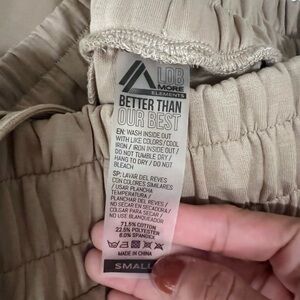 LDB
MORE
ELEMENTS
BETTER THAN
OUR BEST
EN: WASH INSIDE OUT
WITH LIKE COLORS / COOL
IRON / IRON INSIDE OUT /
DO NOT TUMBLE DRY /
HANG TO DRY / DO NOT
BLEACH
SP: LAVAR DEL REVES
CON COLORES SIMILARES
/ USAR PLANCHA
TEMPERATURA /
PLANCHAR DEL REVES /
NO SECAR EN SECADORA /
COLGAR PARA SECAR /
NO USE BLANQUEADOR
71.5% COTTON
22.5% POLYESTER
6.0% SPANDEX
MADE IN CHINA
SMALL